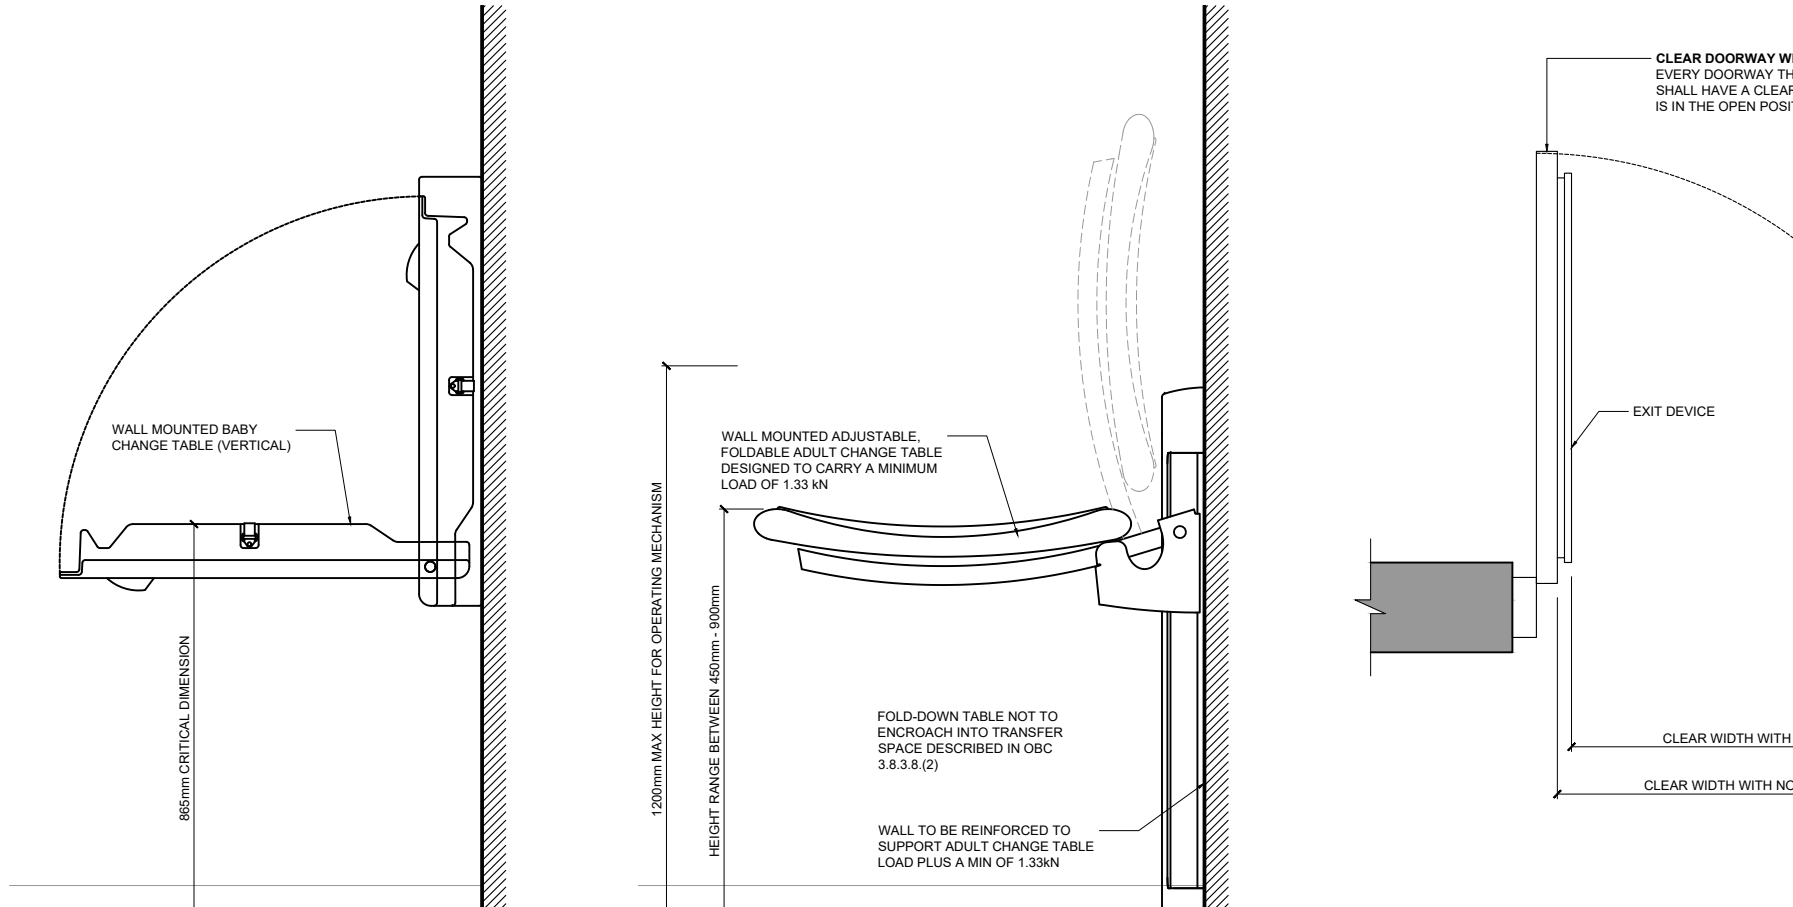 WALL MOUNTED BABY
CHANGE TABLE (VERTICAL)
865mm CRITICAL DIMENSION
1200mm MAX HEIGHT FOR OPERATING MECHANISM
HEIGHT RANGE BETWEEN 450mm - 900mm
WALL MOUNTED ADJUSTABLE,
FOLDABLE ADULT CHANGE TABLE
DESIGNED TO CARRY A MINIMUM
LOAD OF 1.33 kN
FOLD-DOWN TABLE NOT TO
ENCROACH INTO TRANSFER
SPACE DESCRIBED IN OBC
3.8.3.8.(2)
WALL TO BE REINFORCED TO
SUPPORT ADULT CHANGE TABLE
LOAD PLUS A MIN OF 1.33kN
CLEAR DOORWAY
EVERY DOORWAY
SHALL HAVE A
IS IN THE OPEN
EXIT DEVICE
CLEAR WIDTH WITH
CLEAR WIDTH WITH NO